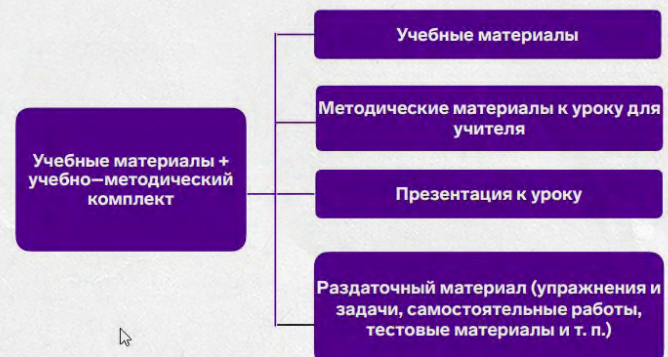 Учебные материалы
Методические материалы к уроку для
учителя
Учебные материалы +
учебно—методический
комплект
Презентация к уроку
Раздаточный материал (упражнения и
задачи, самостоятельные работы,
тестовые материалы и т. п.)